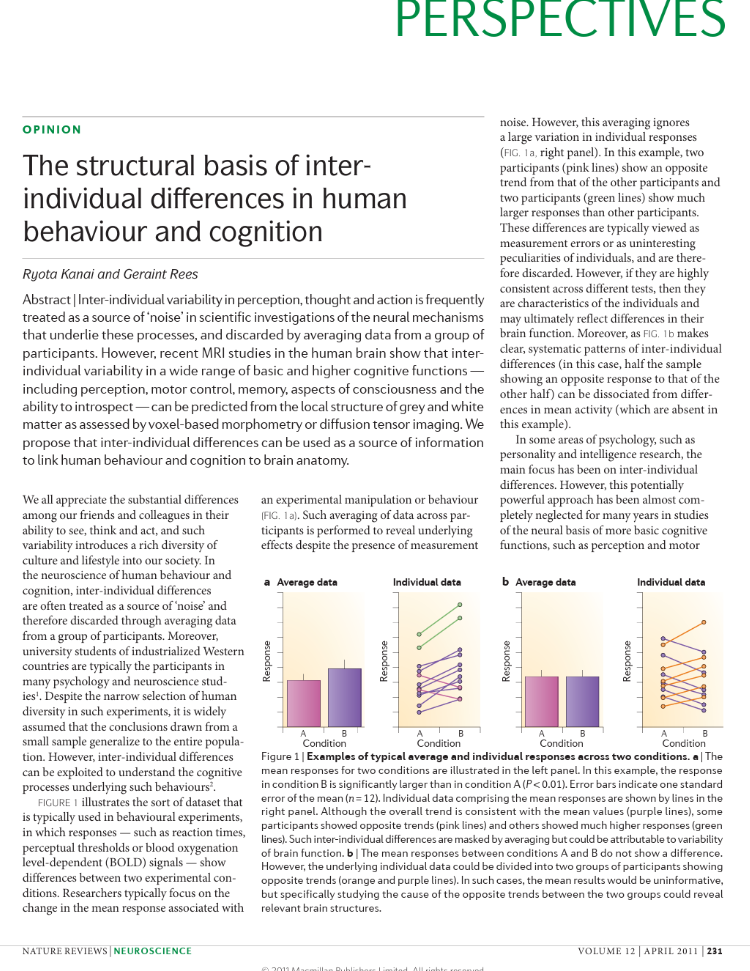 PERSPECTIVES
OPINION
The structural basis of inter-
individual differences in human
behaviour and cognition
Ryota Kanai and Geraint Rees
Abstract | Inter-individual variability in perception, thought and action is frequently
treated as a source of ‘noise’ in scientific investigations of the neural mechanisms
that underlie these processes, and discarded by averaging data from a group of
participants. However, recent MRI studies in the human brain show that inter-
individual variability in a wide range of basic and higher cognitive functions —
including perception, motor control, memory, aspects of consciousness and the
ability to introspect — can be predicted from the local structure of grey and white
matter as assessed by voxel-based morphometry or diffusion tensor imaging. We
propose that inter-individual differences can be used as a source of information
to link human behaviour and cognition to brain anatomy.
We all appreciate the substantial differences
among our friends and colleagues in their
ability to see, think and act, and such
variability introduces a rich diversity of
culture and lifestyle into our society. In
the neuroscience of human behaviour and
cognition, inter-individual differences
are often treated as a source of ‘noise’ and
therefore discarded through averaging data
from a group of participants. Moreover,
university students of industrialized Western
countries are typically the participants in
many psychology and neuroscience stud-
ies1. Despite the narrow selection of human
diversity in such experiments, it is widely
assumed that the conclusions drawn from a
small sample generalize to the entire popula-
tion. However, inter-individual differences
can be exploited to understand the cognitive
processes underlying such behaviours2.
FIGURE 1 illustrates the sort of dataset that
is typically used in behavioural experiments,
in which responses — such as reaction times,
perceptual thresholds or blood oxygenation
level-dependent (BOLD) signals — show
differences between two experimental con-
ditions. Researchers typically focus on the
change in the mean response associated with
an experimental manipulation or behaviour
(FIG. 1a). Such averaging of data across par-
ticipants is performed to reveal underlying
effects despite the presence of measurement
noise. However, this averaging ignores
a large variation in individual responses
(FIG. 1a, right panel). In this example, two
participants (pink lines) show an opposite
trend from that of the other participants and
two participants (green lines) show much
larger responses than other participants.
These differences are typically viewed as
measurement errors or as uninteresting
peculiarities of individuals, and are there-
fore discarded. However, if they are highly
consistent across different tests, then they
are characteristics of the individuals and
may ultimately reflect differences in their
brain function. Moreover, as FIG. 1b makes
clear, systematic patterns of inter-individual
differences (in this case, half the sample
showing an opposite response to that of the
other half) can be dissociated from differ-
ences in mean activity (which are absent in
this example).
In some areas of psychology, such as
personality and intelligence research, the
main focus has been on inter-individual
differences. However, this potentially
powerful approach has been almost com-
pletely neglected for many years in studies
of the neural basis of more basic cognitive
functions, such as perception and motor
a Average data
Response
A B
Condition
Individual data
Response
A B
Condition
b Average data
Response
A B
Condition
Individual data
Response
A B
Condition
Figure 1 | Examples of typical average and individual responses across two conditions. a | The
mean responses for two conditions are illustrated in the left panel. In this example, the response
in condition B is significantly larger than in condition A (P < 0.01). Error bars indicate one standard
error of the mean (n = 12). Individual data comprising the mean responses are shown by lines in the
right panel. Although the overall trend is consistent with the mean values (purple lines), some
participants showed opposite trends (pink lines) and others showed much higher responses (green
lines). Such inter-individual differences are masked by averaging but could be attributable to variability
of brain function. b | The mean responses between conditions A and B do not show a difference.
However, the underlying individual data could be divided into two groups of participants showing
opposite trends (orange and purple lines). In such cases, the mean results would be uninformative,
but specifically studying the cause of the opposite trends between the two groups could reveal
relevant brain structures.
NATURE REVIEWS | NEUROSCIENCE
VOLUME 12 | APRIL 2011 | 231
© 2011 Macmillan Publishers Limited. All rights reserved